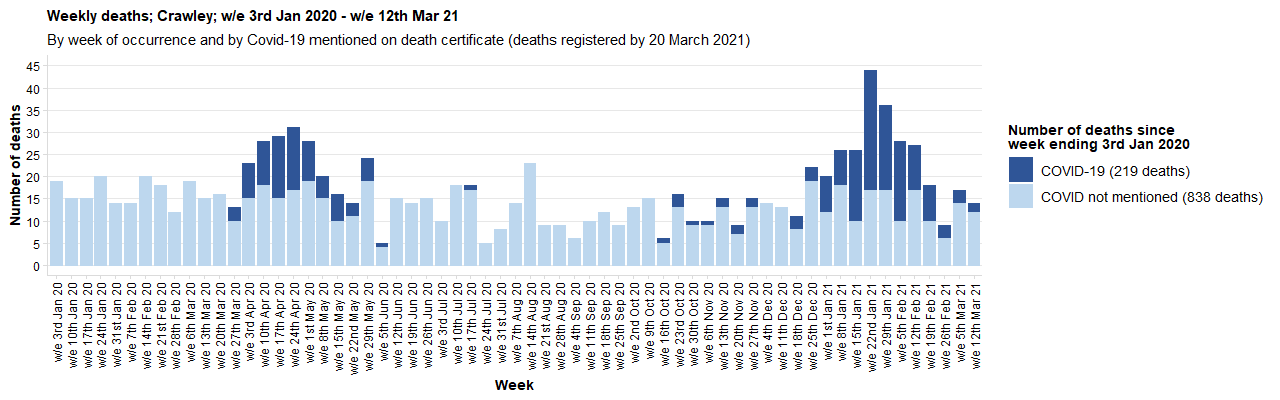 Weekly deaths; Crawley; w/e 3rd Jan 2020 - w/e 12th Mar 21
By week of occurrence and by Covid-19 mentioned on death certificate (deaths registered by 20 March 2021)
Number of deaths
45
40
35
30
25
20
15
10
5
0
w/e 3rd Jan 20
w/e 10th Jan 20
w/e 17th Jan 20
w/e 24th Jan 20
w/e 31st Jan 20
w/e 7th Feb 20
w/e 14th Feb 20
w/e 21st Feb 20
w/e 28th Feb 20
w/e 6th Mar 20
w/e 13th Mar 20
w/e 20th Mar 20
w/e 27th Mar 20
w/e 3rd Apr 20
w/e 10th Apr 20
w/e 17th Apr 20
w/e 24th Apr 20
w/e 1st May 20
w/e 8th May 20
w/e 15th May 20
w/e 22nd May 20
w/e 29th May 20
w/e 5th Jun 20
w/e 12th Jun 20
w/e 19th Jun 20
w/e 26th Jun 20
w/e 3rd Jul 20
w/e 10th Jul 20
w/e 17th Jul 20
w/e 24th Jul 20
w/e 31st Jul 20
w/e 7th Aug 20
w/e 14th Aug 20
w/e 21st Aug 20
w/e 28th Aug 20
w/e 4th Sep 20
w/e 11th Sep 20
w/e 18th Sep 20
w/e 25th Sep 20
w/e 2nd Oct 20
w/e 9th Oct 20
w/e 16th Oct 20
w/e 23rd Oct 20
w/e 30th Oct 20
w/e 6th Nov 20
w/e 13th Nov 20
w/e 20th Nov 20
w/e 27th Nov 20
w/e 4th Dec 20
w/e 11th Dec 20
w/e 18th Dec 20
w/e 25th Dec 20
w/e 1st Jan 21
w/e 8th Jan 21
w/e 15th Jan 21
w/e 22nd Jan 21
w/e 29th Jan 21
w/e 5th Feb 21
w/e 12th Feb 21
w/e 19th Feb 21
w/e 26th Feb 21
w/e 5th Mar 21
w/e 12th Mar 21
Week
Number of deaths since
week ending 3rd Jan 2020
COVID-19 (219 deaths)
COVID not mentioned (838 deaths)